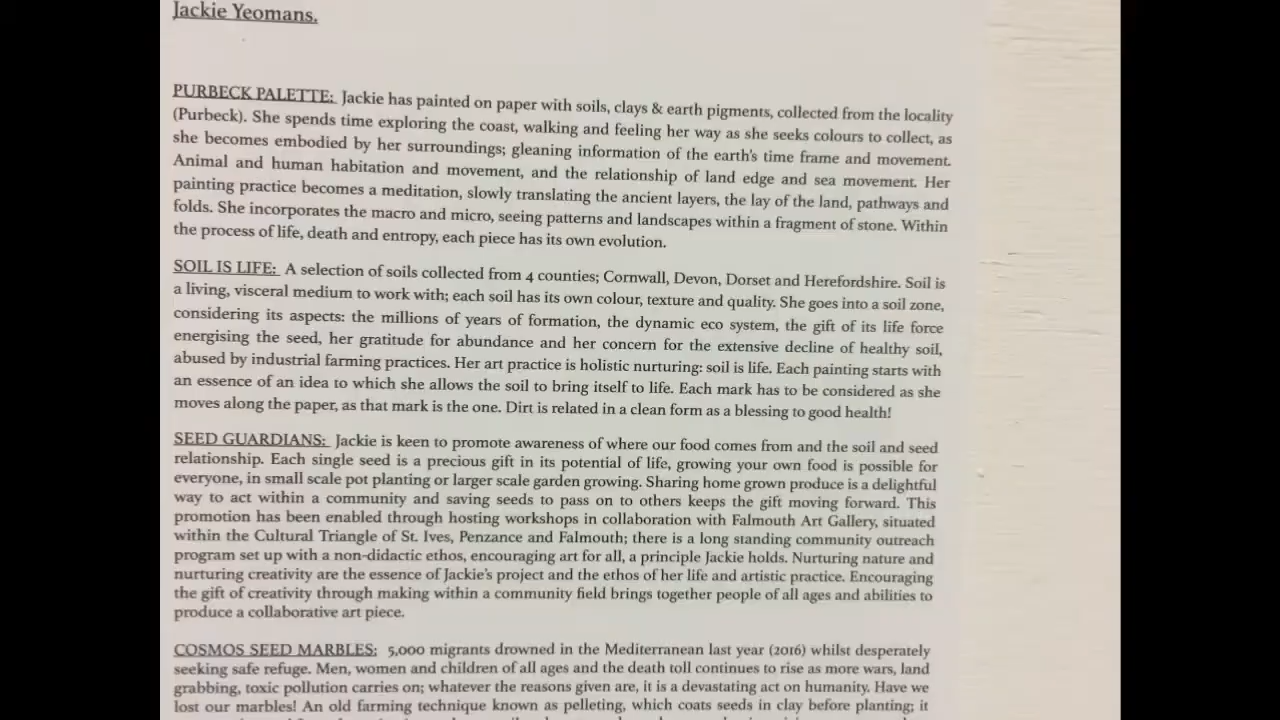 Jackie Yeomans.
PURBECK PALETTE: Jackie has painted on paper with soils, clays & earth pigments, collected from the locality
(Purbeck). She spends time exploring the coast, walking and feeling her way as she seeks colours to collect, as
she becomes embodied by her surroundings; gleaning information of the earth's time frame and movement.
Animal and human habitation and movement, and the relationship of land edge and sea movement. Her
painting practice becomes a meditation, slowly translating the ancient layers, the lay of the land, pathways and
folds. She incorporates the macro and micro, seeing patterns and landscapes within a fragment of stone. Within
the process of life, death and entropy, each piece has its own evolution.
SOIL IS LIFE: A selection of soils collected from 4 counties; Cornwall, Devon, Dorset and Herefordshire. Soil is
a living, visceral medium to work with; each soil has its own colour, texture and quality. She goes into a soil zone,
considering its aspects: the millions of years of formation, the dynamic eco system, the gift of its life force
energising the seed, her gratitude for abundance and her concern for the extensive decline of healthy soil,
abused by industrial farming practices. Her art practice is holistic nurturing: soil is life. Each painting starts with
an essence of an idea to which she allows the soil to bring itself to life. Each mark has to be considered as she
moves along the paper, as that mark is the one. Dirt is related in a clean form as a blessing to good health!
SEED GUARDIANS: Jackie is keen to promote awareness of where our food comes from and the soil and seed
relationship. Each single seed is a precious gift in its potential of life, growing your own food is possible for
everyone, in small scale pot planting or larger scale garden growing. Sharing home grown produce is a delightful
way to act within a community and saving seeds to pass on to others keeps the gift moving forward. This
promotion has been enabled through hosting workshops in collaboration with Falmouth Art Gallery, situated
within the Cultural Triangle of St. Ives, Penzance and Falmouth; there is a long standing community outreach
program set up with a non-didactic ethos, encouraging art for all, a principle Jackie holds. Nurturing nature and
nurturing creativity are the essence of Jackie's project and the ethos of her life and artistic practice. Encouraging
the gift of creativity through making within a community field brings together people of all ages and abilities to
produce a collaborative art piece.
COSMOS SEED MARBLES: 5,000 migrants drowned in the Mediterranean last year (2016) whilst desperately
seeking safe refuge. Men, women and children of all ages and the death toll continues to rise as more wars, land
grabbing, toxic pollution carries on; whatever the reasons given are, it is a devastating act on humanity. Have we
lost our marbles! An old farming technique known as pelleting, which coats seeds in clay before planting; it